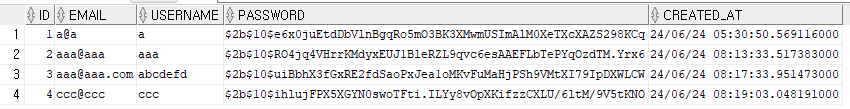 ID EMAIL USERNAME PASSWORD CREATED_AT
1 1 a@a a $2b$10$e6x0juEtdDbVlnBgqRo5mO3BK3XMwmUSImAlM0XeTXcXAZS298KCq 24/06/24 05:30:50.569116000
2 2 aaa@aaa aaa $2b$10$RO4jq4VHrrKMdyxEUJ1BleRZL9qvc6esAAEFLbTePYqOzdTM.Yrx6 24/06/24 08:13:33.517383000
3 3 aaa@aaa.com abcdefd $2b$10$uiBbhX3fGxRE2fdSaoPxJealoMKvFuMaHjPSh9VMtXI79IpDXWLCW 24/06/24 08:17:33.951473000
4 4 ccc@ccc ccc $2b$10$ihlujFPX5XGYN0swoTFti.ILYy8vOpXKifzzCXLU/6ltM/9V5tKNO 24/06/24 08:19:03.048191000